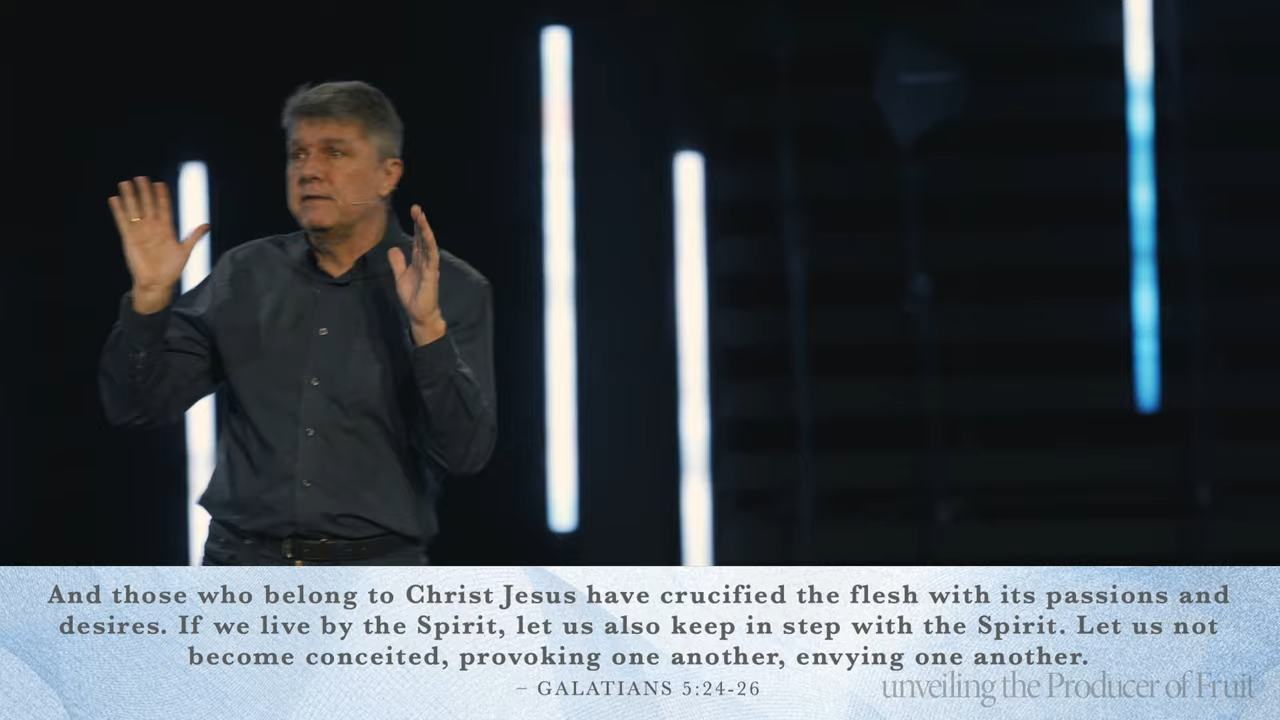 And those who belong to Christ Jesus have crucified the flesh with its passions and
desires. If we live by the Spirit, let us also keep in step with the Spirit. Let us not
become conceited, provoking one another, envying one another.
– GALATIANS 5:24-26
unveiling the Producer of Fruit